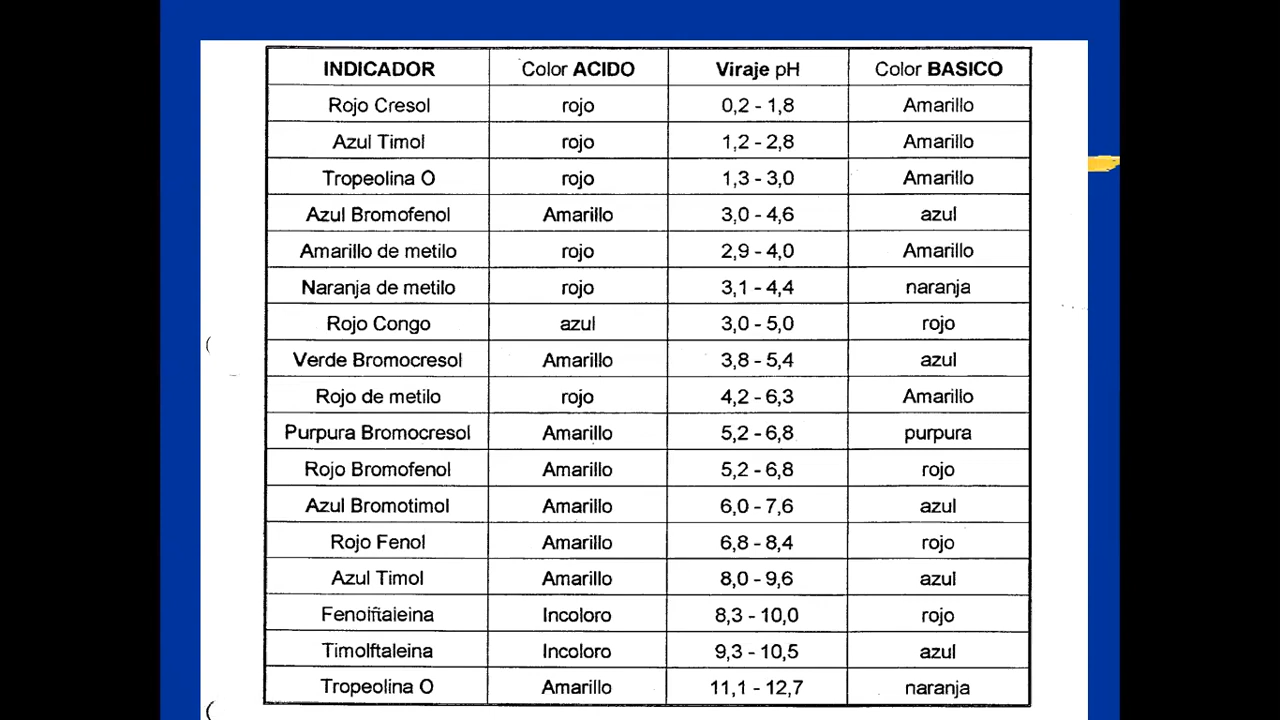 INDICADOR Color ACIDO Viraje pH Color BASICO
Rojo Cresol rojo 0,2 - 1,8 Amarillo
Azul Timol rojo 1,2 - 2,8 Amarillo
Tropeolina O rojo 1,3 - 3,0 Amarillo
Azul Bromofenol Amarillo 3,0 - 4,6 azul
Amarillo de metilo rojo 2,9 - 4,0 Amarillo
Naranja de metilo rojo 3,1 - 4,4 naranja
Rojo Congo azul 3,0 - 5,0 rojo
Verde Bromocresol Amarillo 3,8 - 5,4 azul
Rojo de metilo rojo 4,2 - 6,3 Amarillo
Purpura Bromocresol Amarillo 5,2 - 6,8 purpura
Rojo Bromofenol Amarillo 5,2 - 6,8 rojo
Azul Bromotimol Amarillo 6,0 - 7,6 azul
Rojo Fenol Amarillo 6,8 - 8,4 rojo
Azul Timol Amarillo 8,0 - 9,6 azul
Fenolftaleina Incoloro 8,3 - 10,0 rojo
Timolftaleina Incoloro 9,3 - 10,5 azul
Tropeolina O Amarillo 11,1 - 12,7 naranja